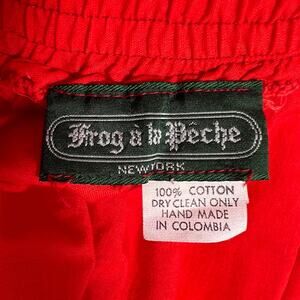 Frog a la Pêche
NEW YORK
100% COTTON
DRY CLEAN ONLY
HAND MADE
IN COLOMBIA